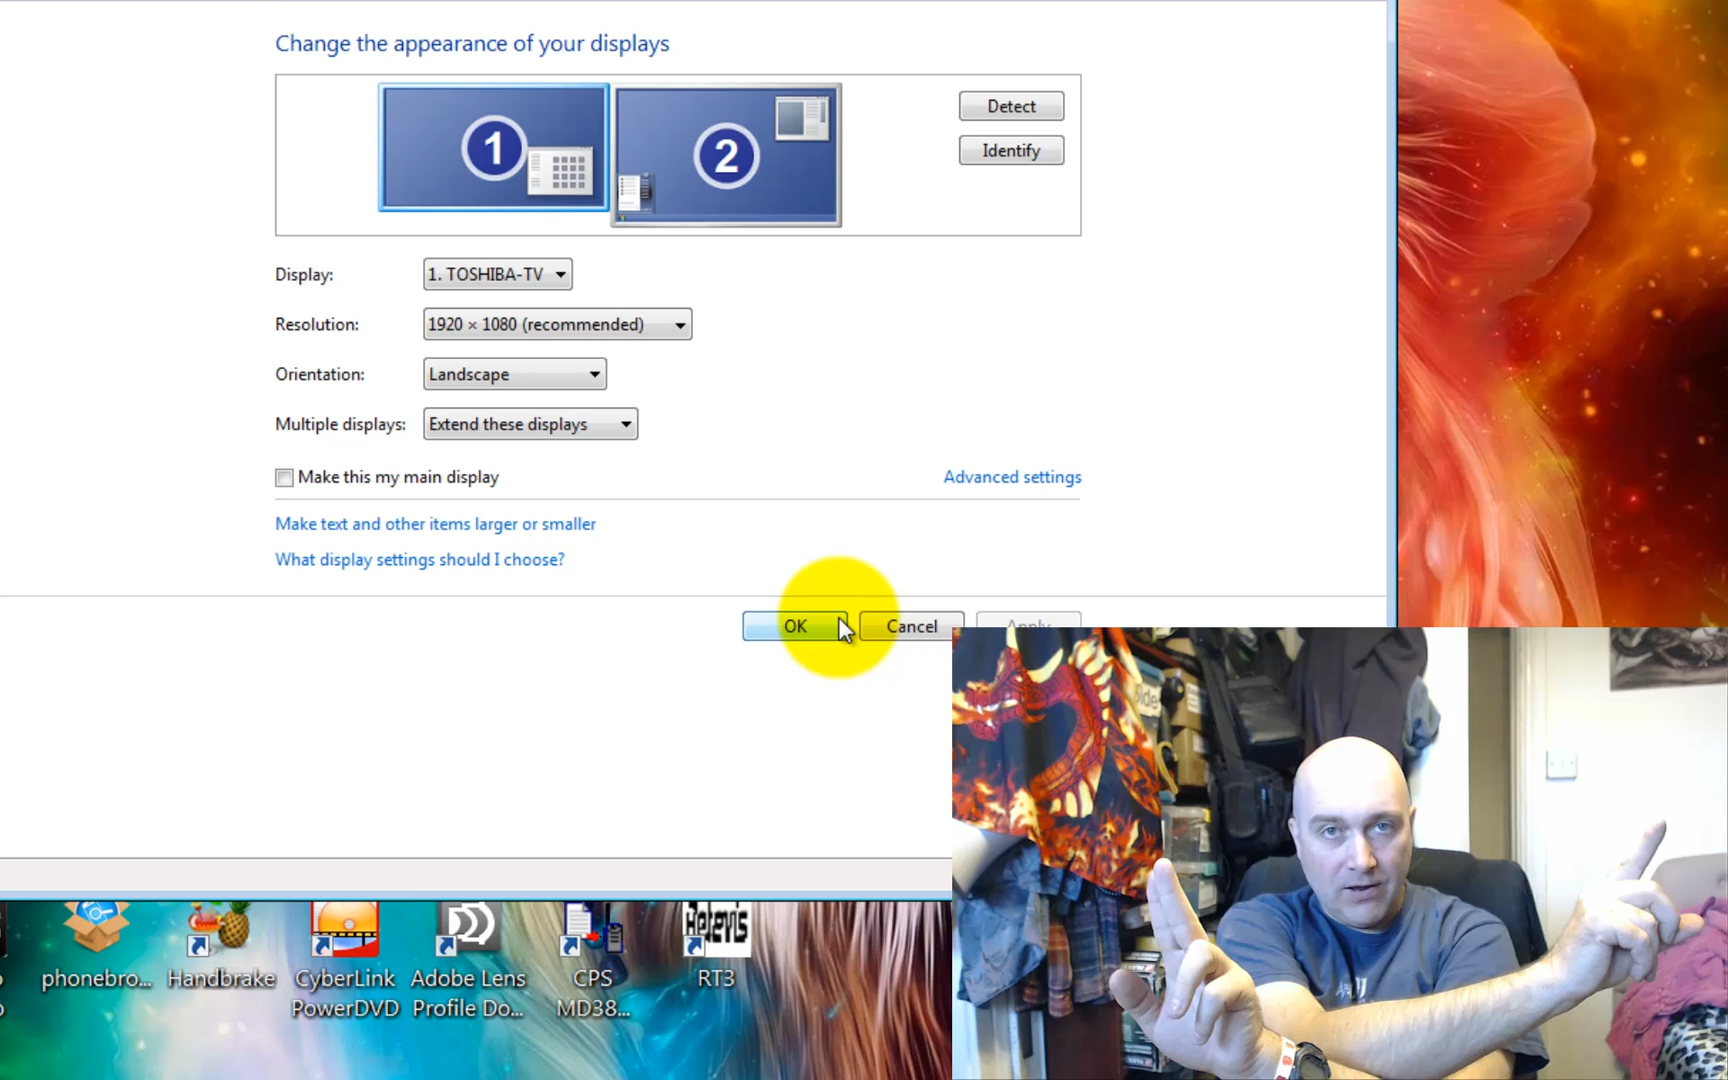 Change the appearance of your displays
1
2
Detect
Identify
Display:
1. TOSHIBA-TV
Resolution:
1920 × 1080 (recommended)
Orientation:
Landscape
Multiple displays:
Extend these displays
Make this my main display
Advanced settings
Make text and other items larger or smaller
What display settings should I choose?
OK
Cancel
Apply
phonebro...
Handbrake
CyberLink
PowerDVD
Adobe Lens
Profile Do...
CPS
MD38...
RT3